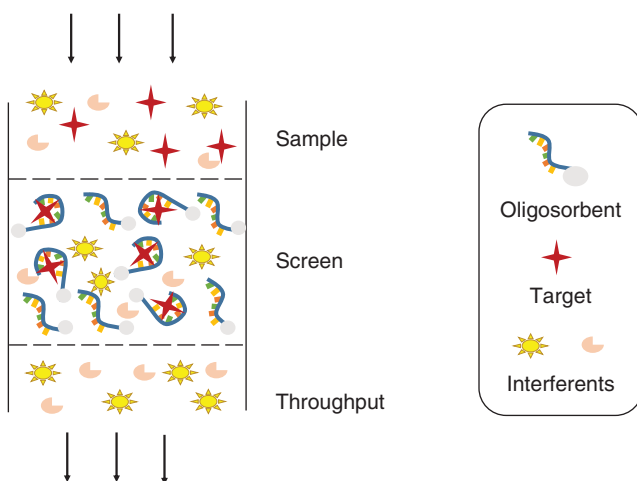 Sample
Screen
Throughput
Oligosorbent
Target
Interferents